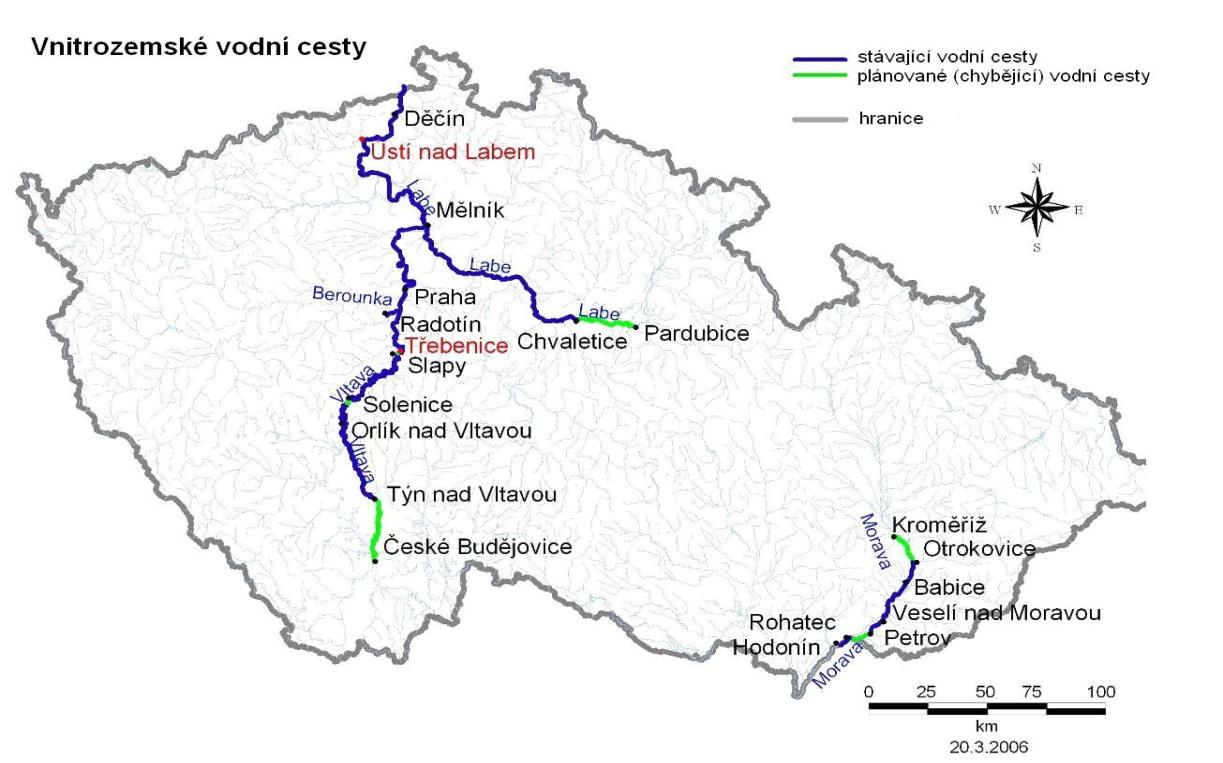 Vnitrozemské vodní cesty
stávající vodní cesty
plánované (chybějící) vodní cesty
hranice
N
W E
S
Děčín
Ústí nad Labem
Labe
Mělník
Labe
Berounka
Praha
Labe
Radotín
Pardubice
Třebenice
Chvaletice
Slapy
Vltava
Solenice
Orlík nad Vltavou
Vltava
Týn nad Vltavou
České Budějovice
Kroměříž
Morava
Otrokovice
Babice
Veselí nad Moravou
Rohatec
Petrov
Hodonín
Morava
0 25 50 75 100
km
20.3.2006